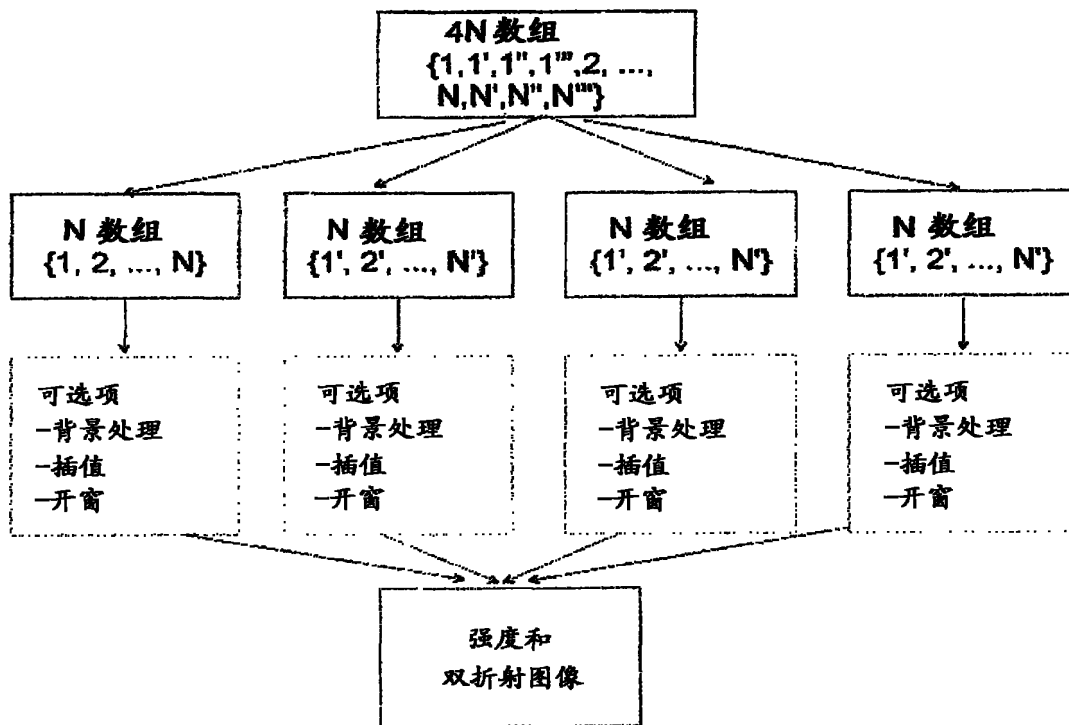 4N 数组
{1,1',1",1"',2, ...,
N,N',N",N"'}
N 数组
{1, 2, ..., N}
N 数组
{1', 2', ..., N'}
N 数组
{1', 2', ..., N'}
N 数组
{1', 2', ..., N'}
可选项
-背景处理
-插值
-开窗
可选项
-背景处理
-插值
-开窗
可选项
-背景处理
-插值
-开窗
可选项
-背景处理
-插值
-开窗
强度和
双折射图像